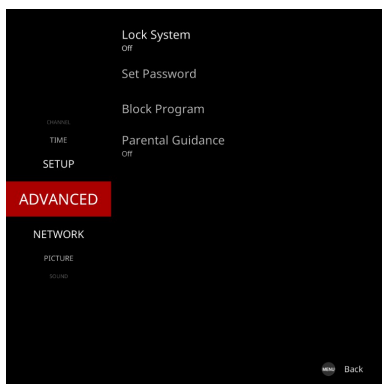 Lock System
Off
Set Password
Block Program
Parental Guidance
Off
CHANNEL
TIME
SETUP
ADVANCED
NETWORK
PICTURE
SOUND
MENU Back